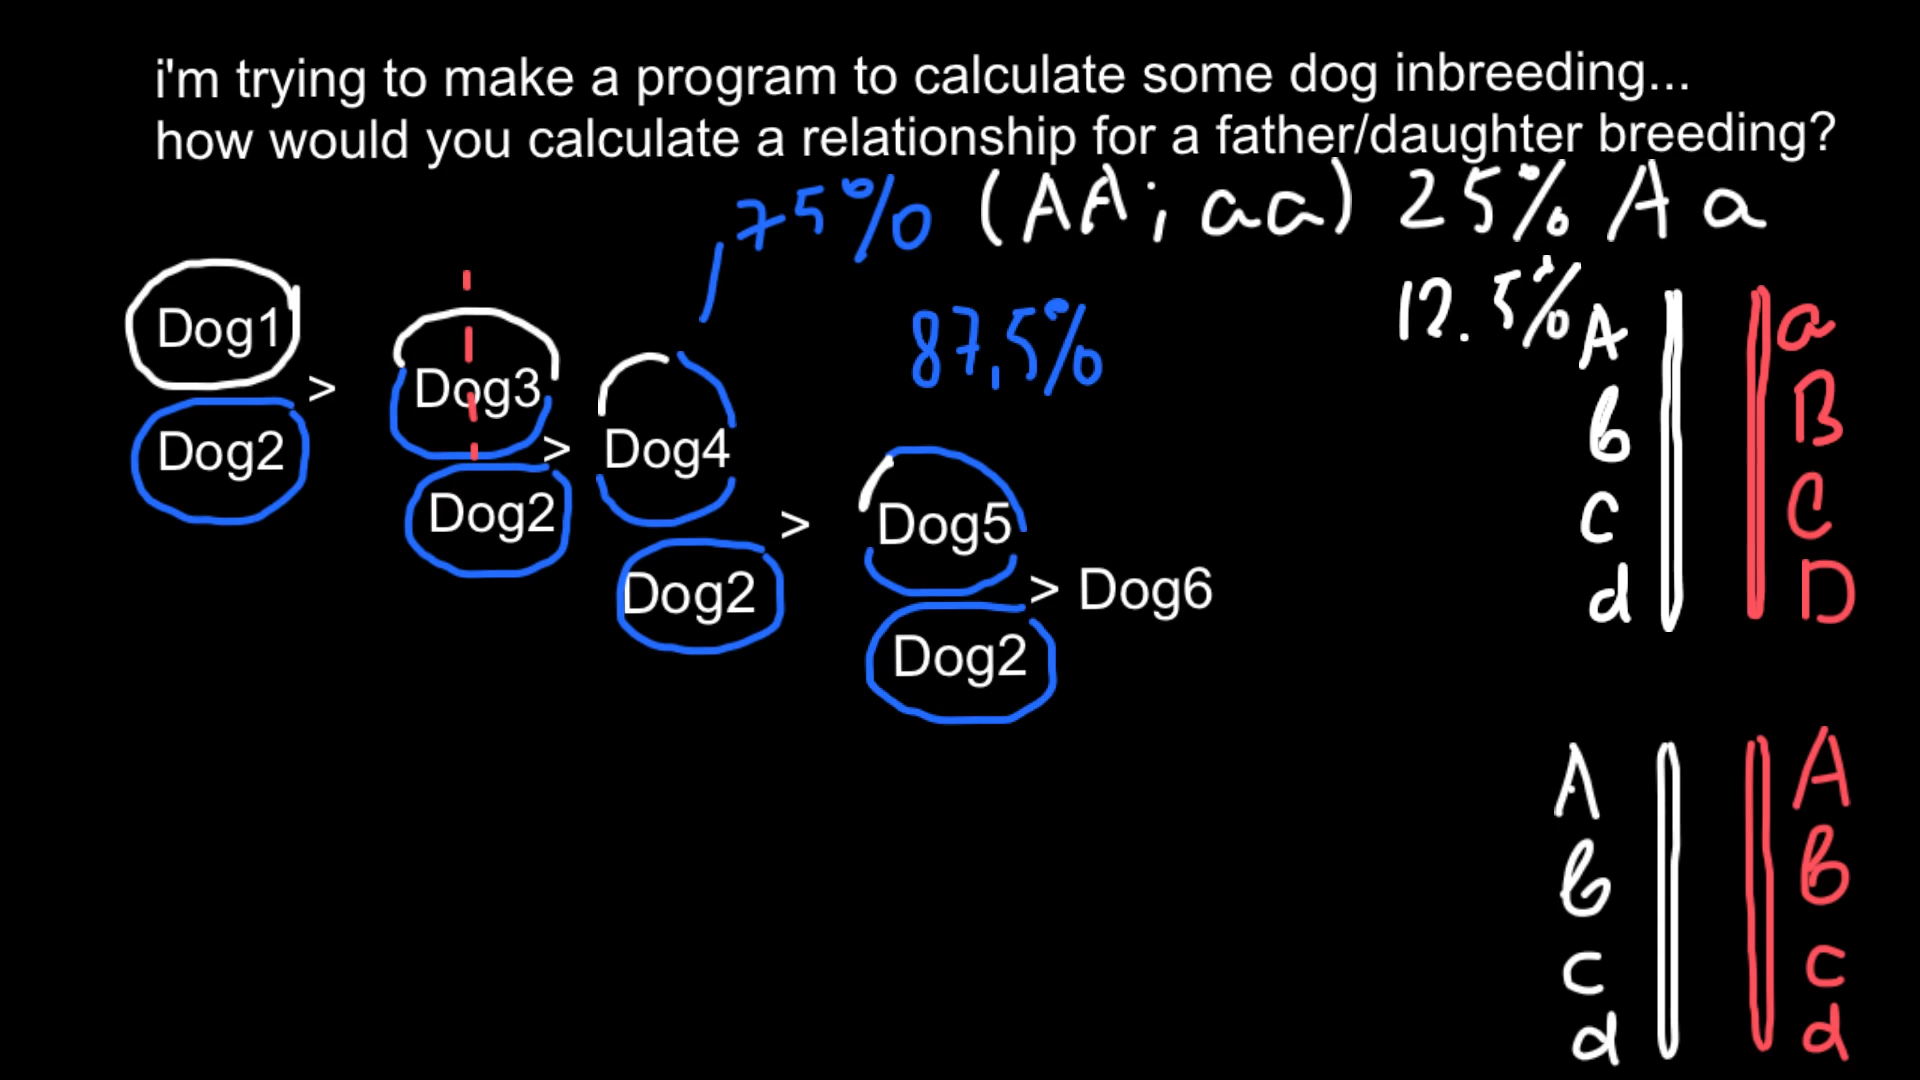 i'm trying to make a program to calculate some dog inbreeding...
how would you calculate a relationship for a father/daughter breeding?
75% (AA; aa) 25% Aa
12.5%
87,5%
Dog1
Dog2
>
Dog3
Dog2
>
Dog4
Dog2
>
Dog5
Dog2
> Dog6
A a
b B
c C
d D
A A
b b
c c
d d